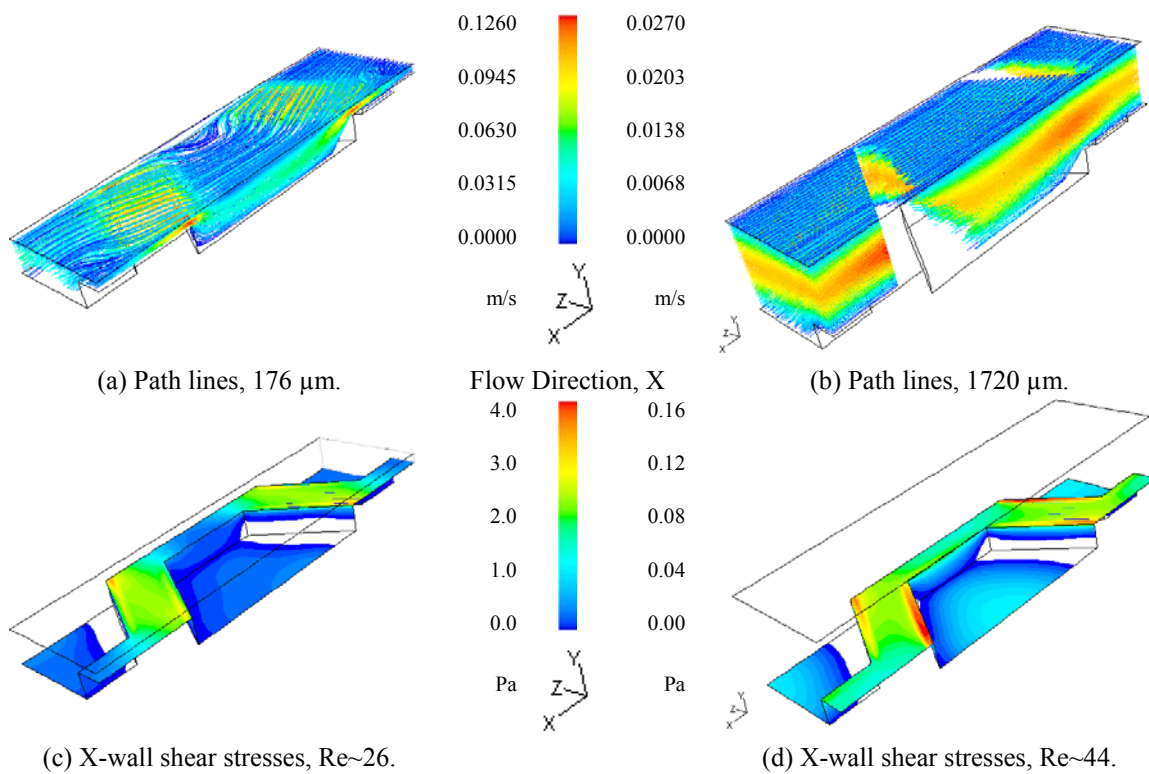 0.1260 0.0270
0.0945 0.0203
0.0630 0.0138
0.0315 0.0068
0.0000 0.0000
m/s m/s
Y
Z
X
Y
Z
X
(a) Path lines, 176 µm. Flow Direction, X (b) Path lines, 1720 µm.
4.0 0.16
3.0 0.12
2.0 0.08
1.0 0.04
0.0 0.00
Pa Pa
Y
Z
X
Y
Z
X
(c) X-wall shear stresses, Re~26. (d) X-wall shear stresses, Re~44.